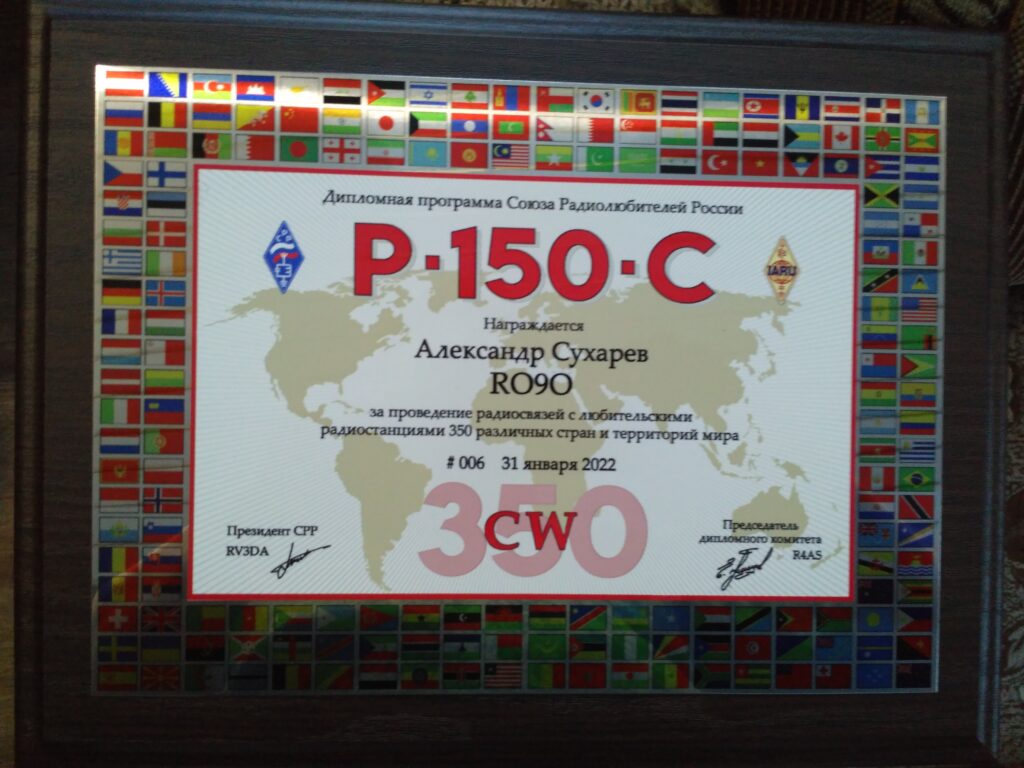 Дипломная программа Союза Радиолюбителей России
Р·150·С
IARU
Награждается
Александр Сухарев
RO9O
за проведение радиосвязей с любительскими
радиостанциями 350 различных стран и территорий мира
# 006 31 января 2022
350
CW
Президент СРР
RV3DA
Председатель
дипломного комитета
R4AS